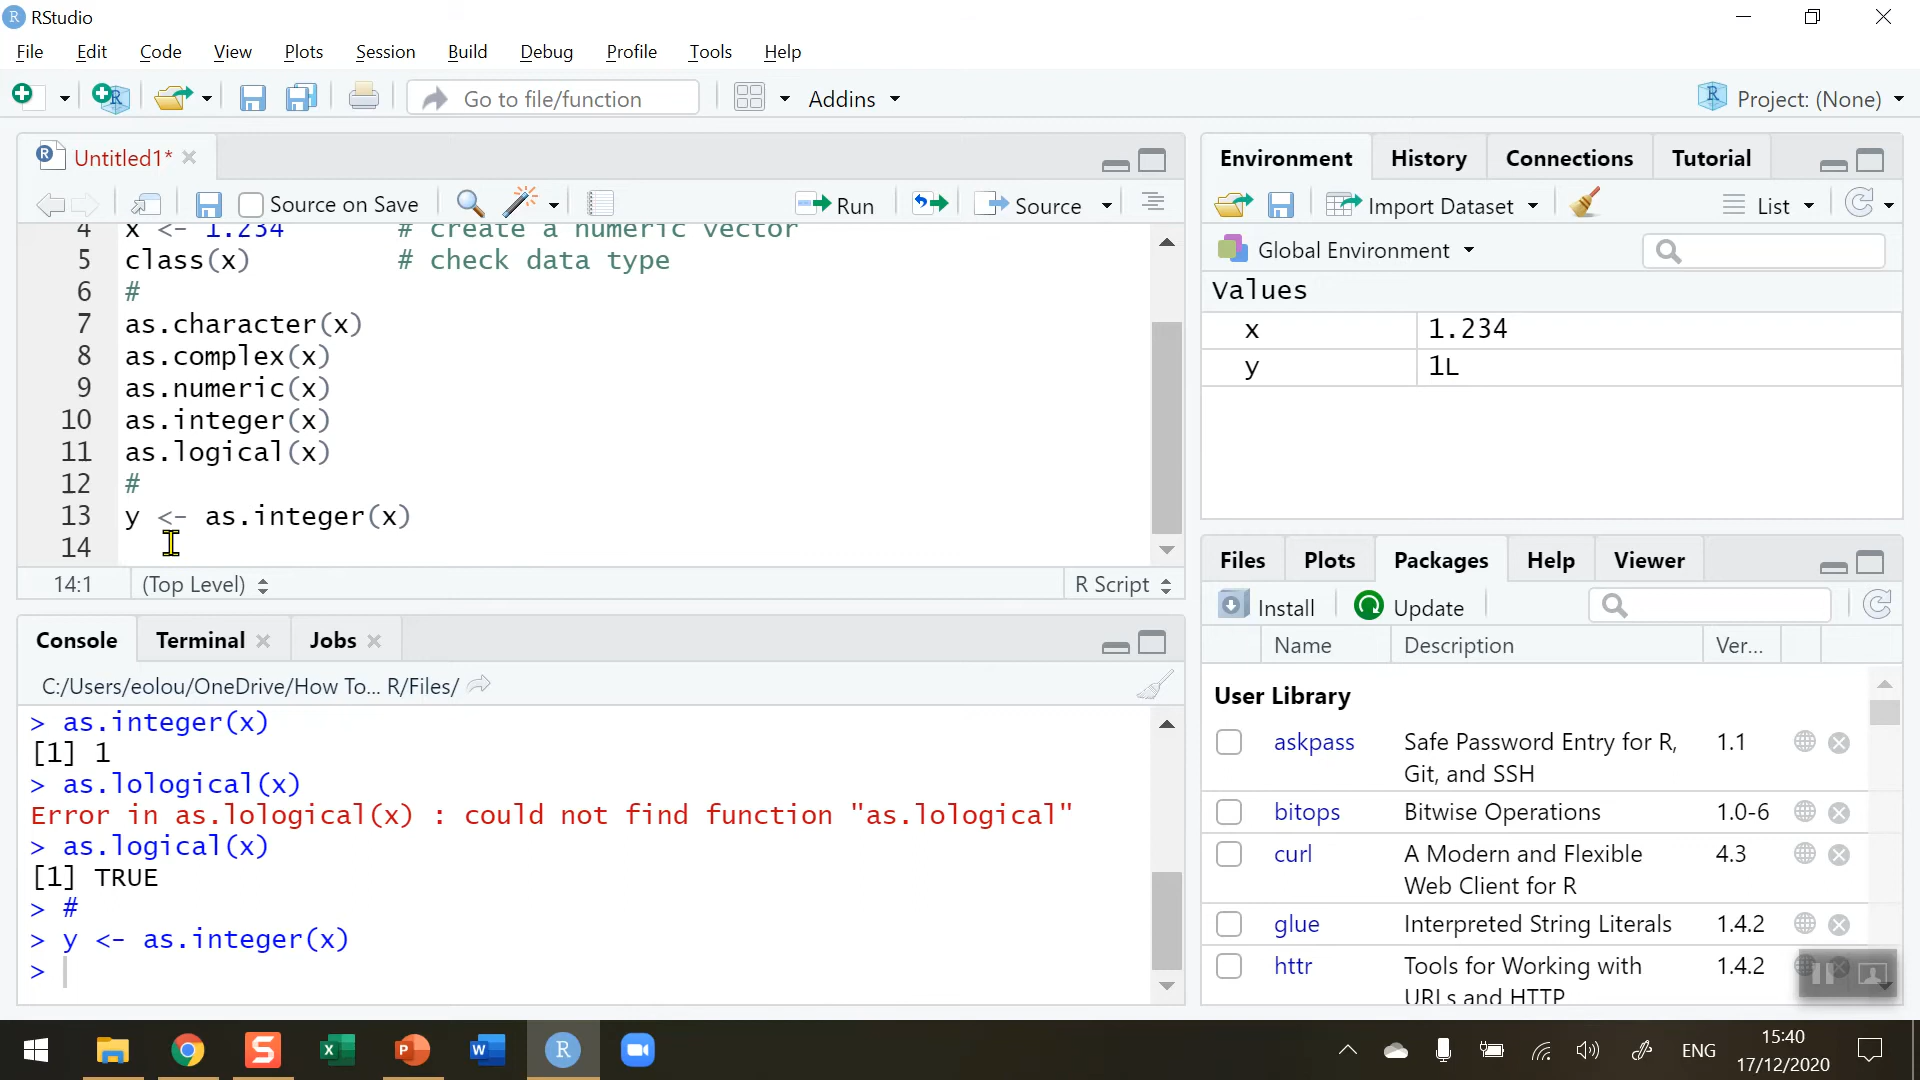 RStudio
File Edit Code View Plots Session Build Debug Profile Tools Help
Go to file/function Addins Project: (None)
Untitled1*
Source on Save Run Source
4 x <- 1.234 # create a numeric vector
5 class(x) # check data type
6 #
7 as.character(x)
8 as.complex(x)
9 as.numeric(x)
10 as.integer(x)
11 as.logical(x)
12 #
13 y <- as.integer(x)
14
14:1 (Top Level) R Script
Console Terminal Jobs
C:/Users/eolou/OneDrive/How To... R/Files/
> as.integer(x)
[1] 1
> as.lological(x)
Error in as.lological(x) : could not find function "as.lological"
> as.logical(x)
[1] TRUE
> #
> y <- as.integer(x)
>
Environment History Connections Tutorial
Import Dataset List
Global Environment
Values
x 1.234
y 1L
Files Plots Packages Help Viewer
Install Update
Name Description Ver...
User Library
askpass Safe Password Entry for R, 1.1
Git, and SSH
bitops Bitwise Operations 1.0-6
curl A Modern and Flexible 4.3
Web Client for R
glue Interpreted String Literals 1.4.2
httr Tools for Working with 1.4.2
URLs and HTTP
ENG 15:40
17/12/2020